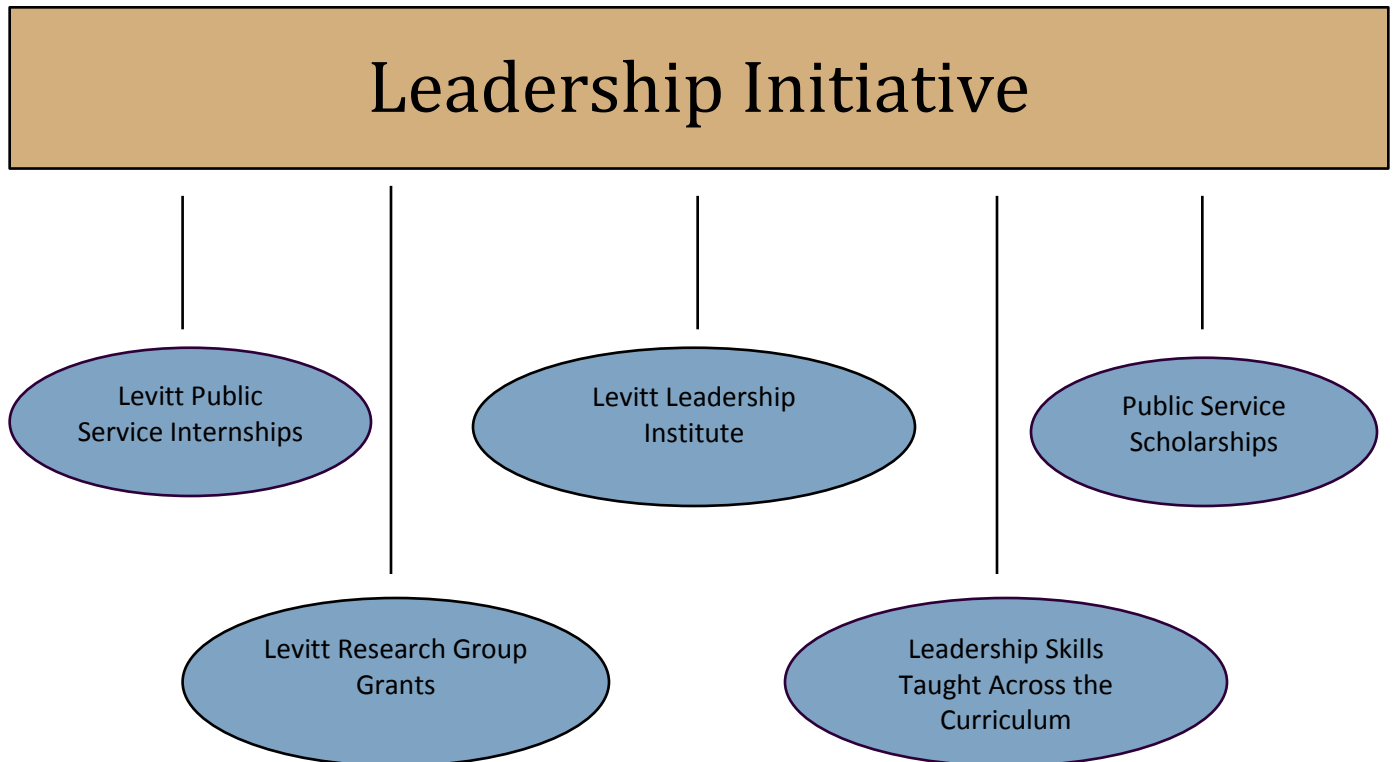 Leadership Initiative
Levitt Public
Service Internships
Levitt Leadership
Institute
Public Service
Scholarships
Levitt Research Group
Grants
Leadership Skills
Taught Across the
Curriculum